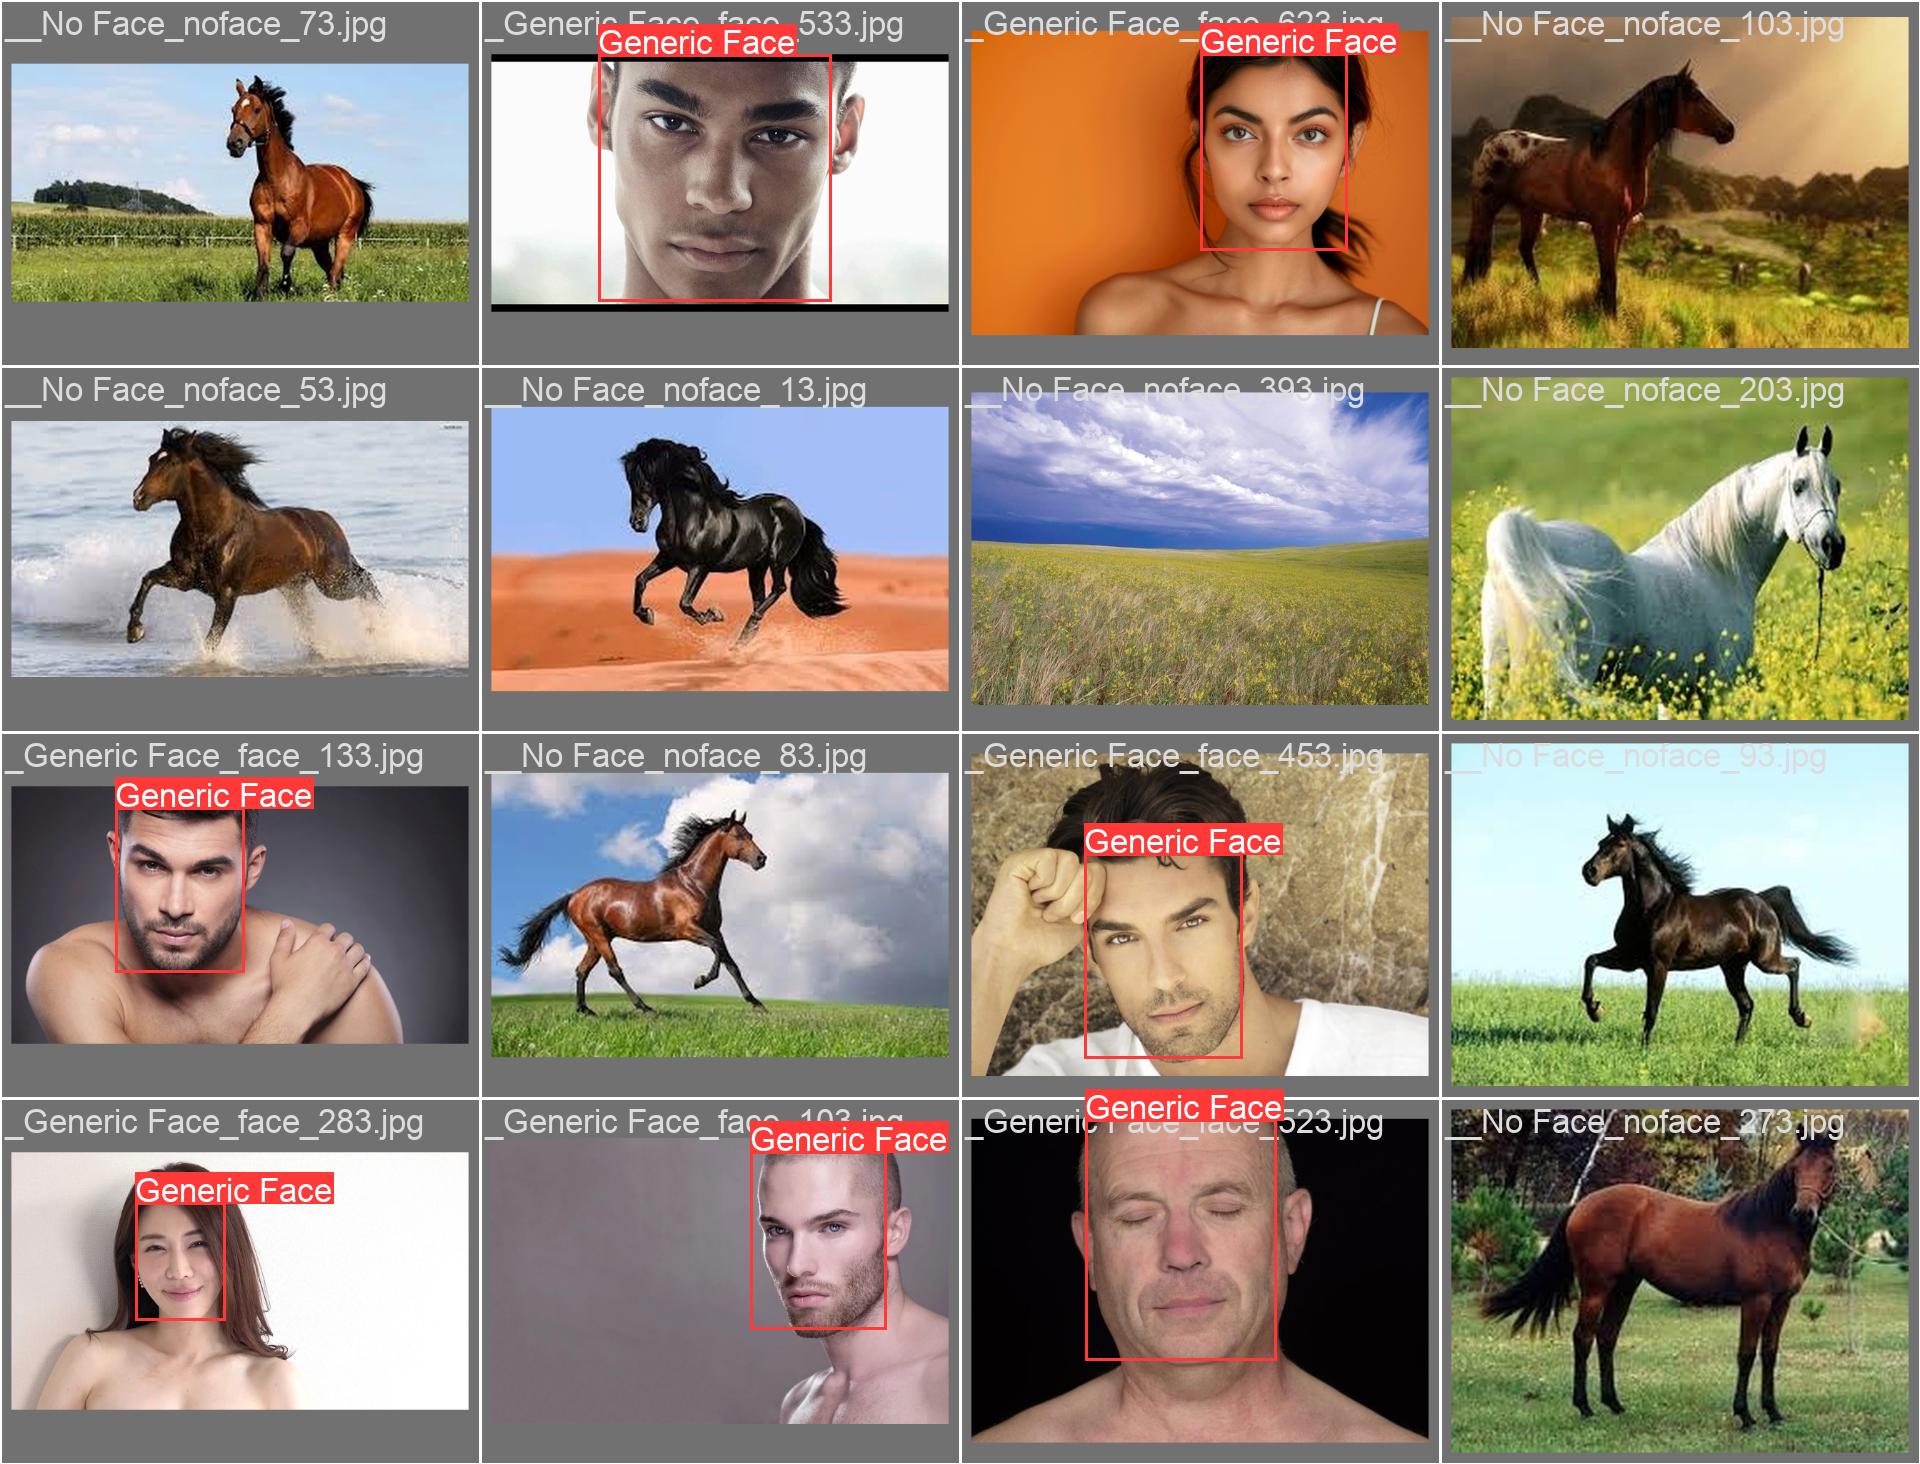 __No Face_noface_73.jpg
_Generic Face_face_533.jpg
Generic Face
_Generic Face_face_623.jpg
Generic Face
__No Face_noface_103.jpg
__No Face_noface_53.jpg
__No Face_noface_13.jpg
__No Face_noface_393.jpg
__No Face_noface_203.jpg
_Generic Face_face_133.jpg
Generic Face
__No Face_noface_83.jpg
_Generic Face_face_453.jpg
Generic Face
__No Face_noface_93.jpg
_Generic Face_face_283.jpg
Generic Face
_Generic Face_face_103.jpg
Generic Face
_Generic Face_face_523.jpg
Generic Face
__No Face_noface_273.jpg